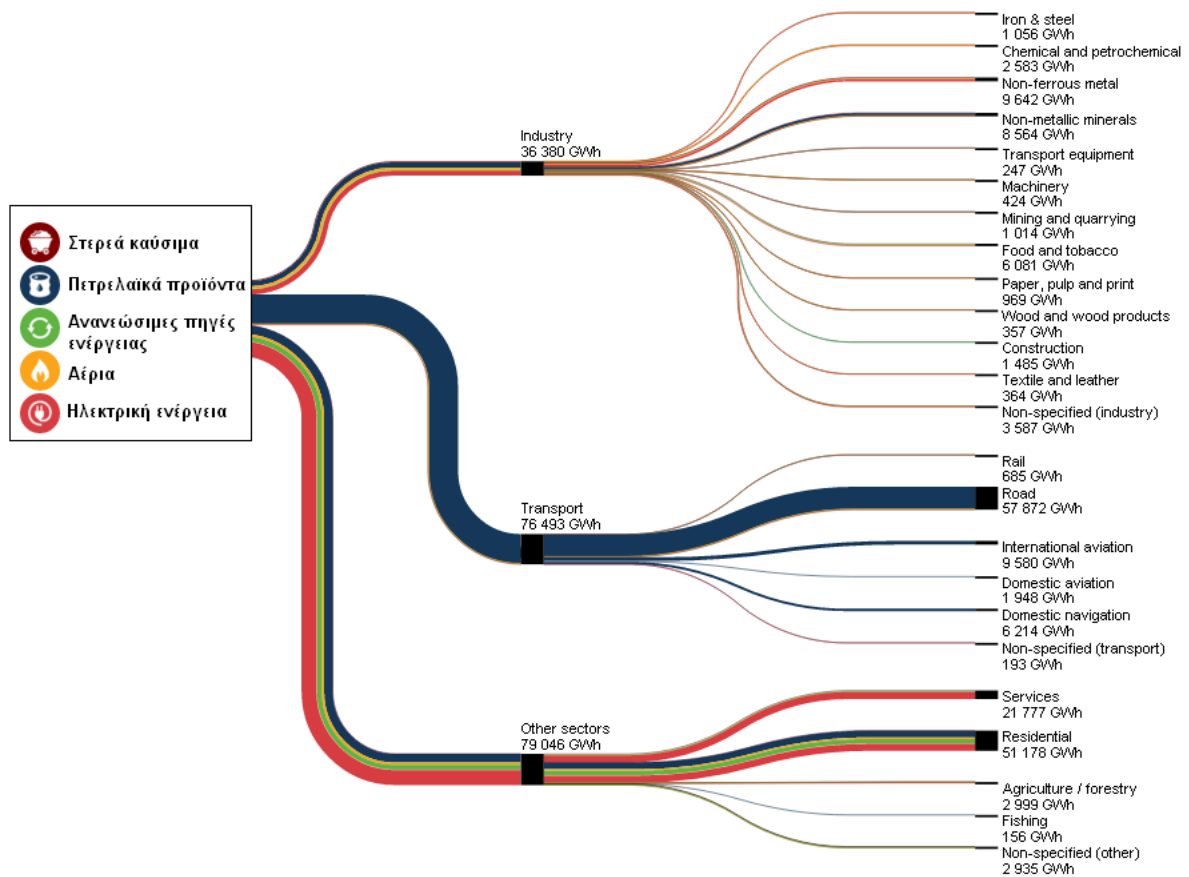 Στερεά καύσιμα
Πετρελαϊκά προϊόντα
Ανανεώσιμες πηγές
ενέργειας
Αέρια
Ηλεκτρική ενέργεια
Industry
36 380 GWh
Transport
76 493 GWh
Other sectors
79 046 GWh
Iron & steel
1 056 GWh
Chemical and petrochemical
2 583 GWh
Non-ferrous metal
9 642 GWh
Non-metallic minerals
8 564 GWh
Transport equipment
247 GWh
Machinery
424 GWh
Mining and quarrying
1 014 GWh
Food and tobacco
6 081 GWh
Paper, pulp and print
969 GWh
Wood and wood products
357 GWh
Construction
1 485 GWh
Textile and leather
364 GWh
Non-specified (industry)
3 587 GWh
Rail
685 GWh
Road
57 872 GWh
International aviation
9 580 GWh
Domestic aviation
1 948 GWh
Domestic navigation
6 214 GWh
Non-specified (transport)
193 GWh
Services
21 777 GWh
Residential
51 178 GWh
Agriculture / forestry
2 999 GWh
Fishing
156 GWh
Non-specified (other)
2 935 GWh